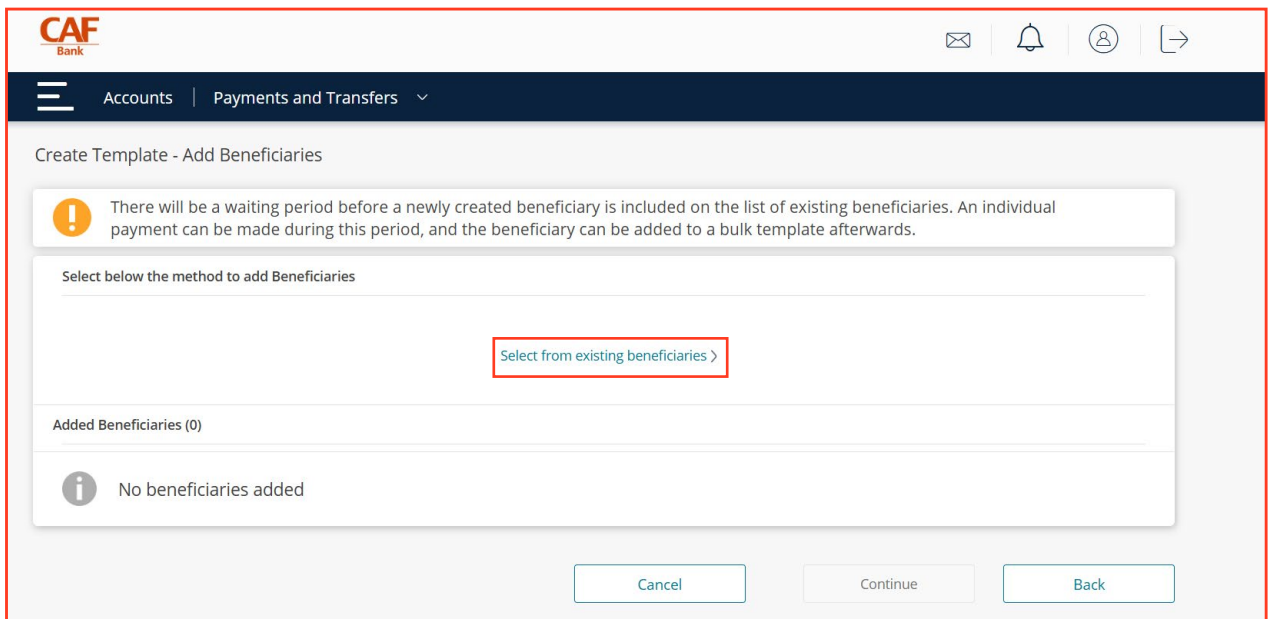 CAF
Bank
Accounts
Payments and Transfers
Create Template - Add Beneficiaries
There will be a waiting period before a newly created beneficiary is included on the list of existing beneficiaries. An individual
payment can be made during this period, and the beneficiary can be added to a bulk template afterwards.
Select below the method to add Beneficiaries
Select from existing beneficiaries
Added Beneficiaries (0)
No beneficiaries added
Cancel
Continue
Back